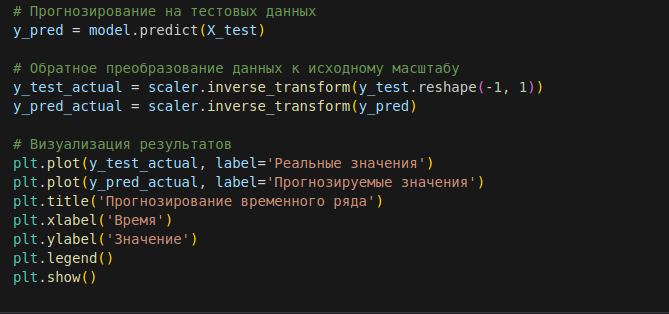 # Прогнозирование на тестовых данных
y_pred = model.predict(X_test)
# Обратное преобразование данных к исходному масштабу
y_test_actual = scaler.inverse_transform(y_test.reshape(-1, 1))
y_pred_actual = scaler.inverse_transform(y_pred)
# Визуализация результатов
plt.plot(y_test_actual, label='Реальные значения')
plt.plot(y_pred_actual, label='Прогнозируемые значения')
plt.title('Прогнозирование временного ряда')
plt.xlabel('Время')
plt.ylabel('Значение')
plt.legend()
plt.show()